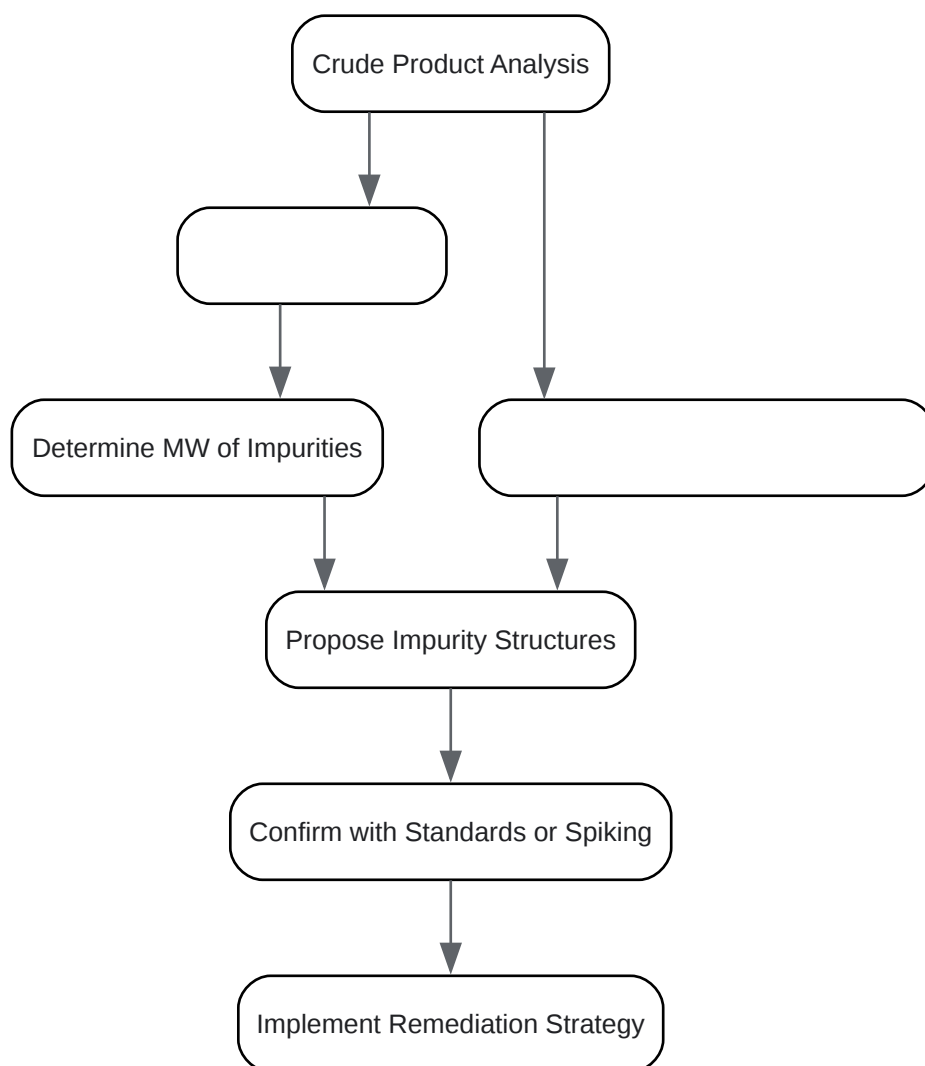 Crude Product Analysis
Determine MW of Impurities
Propose Impurity Structures
Confirm with Standards or Spiking
Implement Remediation Strategy